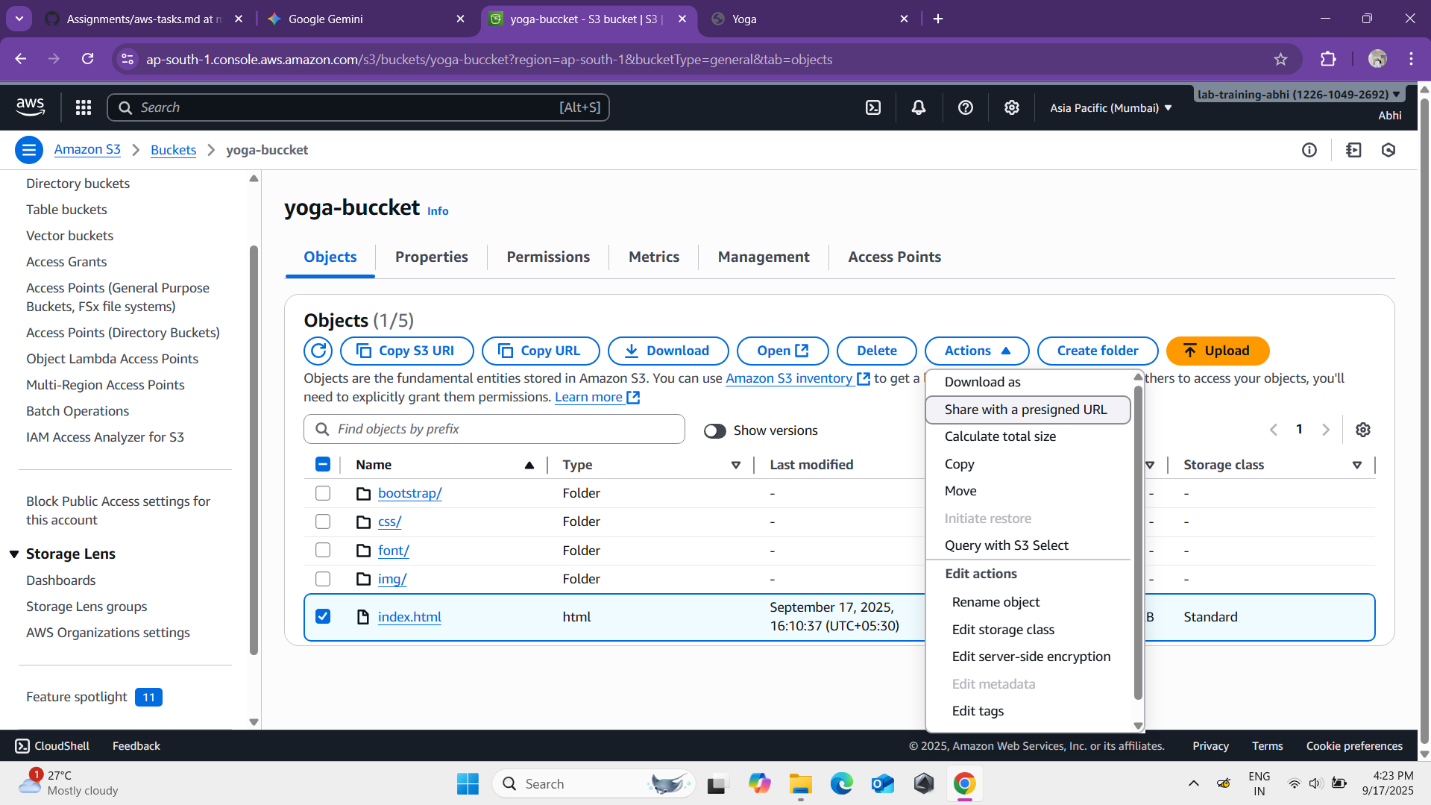 Assignments/aws-tasks.md at n
Google Gemini
yoga-buccket - S3 bucket | S3 |
Yoga
ap-south-1.console.aws.amazon.com/s3/buckets/yoga-buccket?region=ap-south-1&bucketType=general&tab=objects
aws
Search
[Alt+S]
Asia Pacific (Mumbai)
lab-training-abhi (1226-1049-2692)
Abhi
Amazon S3
Buckets
yoga-buccket
Directory buckets
Table buckets
Vector buckets
Access Grants
Access Points (General Purpose
Buckets, FSx file systems)
Access Points (Directory Buckets)
Object Lambda Access Points
Multi-Region Access Points
Batch Operations
IAM Access Analyzer for S3
Block Public Access settings for
this account
Storage Lens
Dashboards
Storage Lens groups
AWS Organizations settings
Feature spotlight 11
yoga-buccket Info
Objects
Properties
Permissions
Metrics
Management
Access Points
Objects (1/5)
Copy S3 URI
Copy URL
Download
Open
Delete
Actions
Create folder
Upload
Objects are the fundamental entities stored in Amazon S3. You can use Amazon S3 inventory to get a l
thers to access your objects, you'll
need to explicitly grant them permissions. Learn more
Find objects by prefix
Show versions
1
Name Type Last modified Storage class
bootstrap/ Folder - - -
css/ Folder - - -
font/ Folder - - -
img/ Folder - - -
index.html html September 17, 2025,
16:10:37 (UTC+05:30) B Standard
Download as
Share with a presigned URL
Calculate total size
Copy
Move
Initiate restore
Query with S3 Select
Edit actions
Rename object
Edit storage class
Edit server-side encryption
Edit metadata
Edit tags
CloudShell
Feedback
© 2025, Amazon Web Services, Inc. or its affiliates.
Privacy
Terms
Cookie preferences
1
27°C
Mostly cloudy
Search
ENG
IN
4:23 PM
9/17/2025